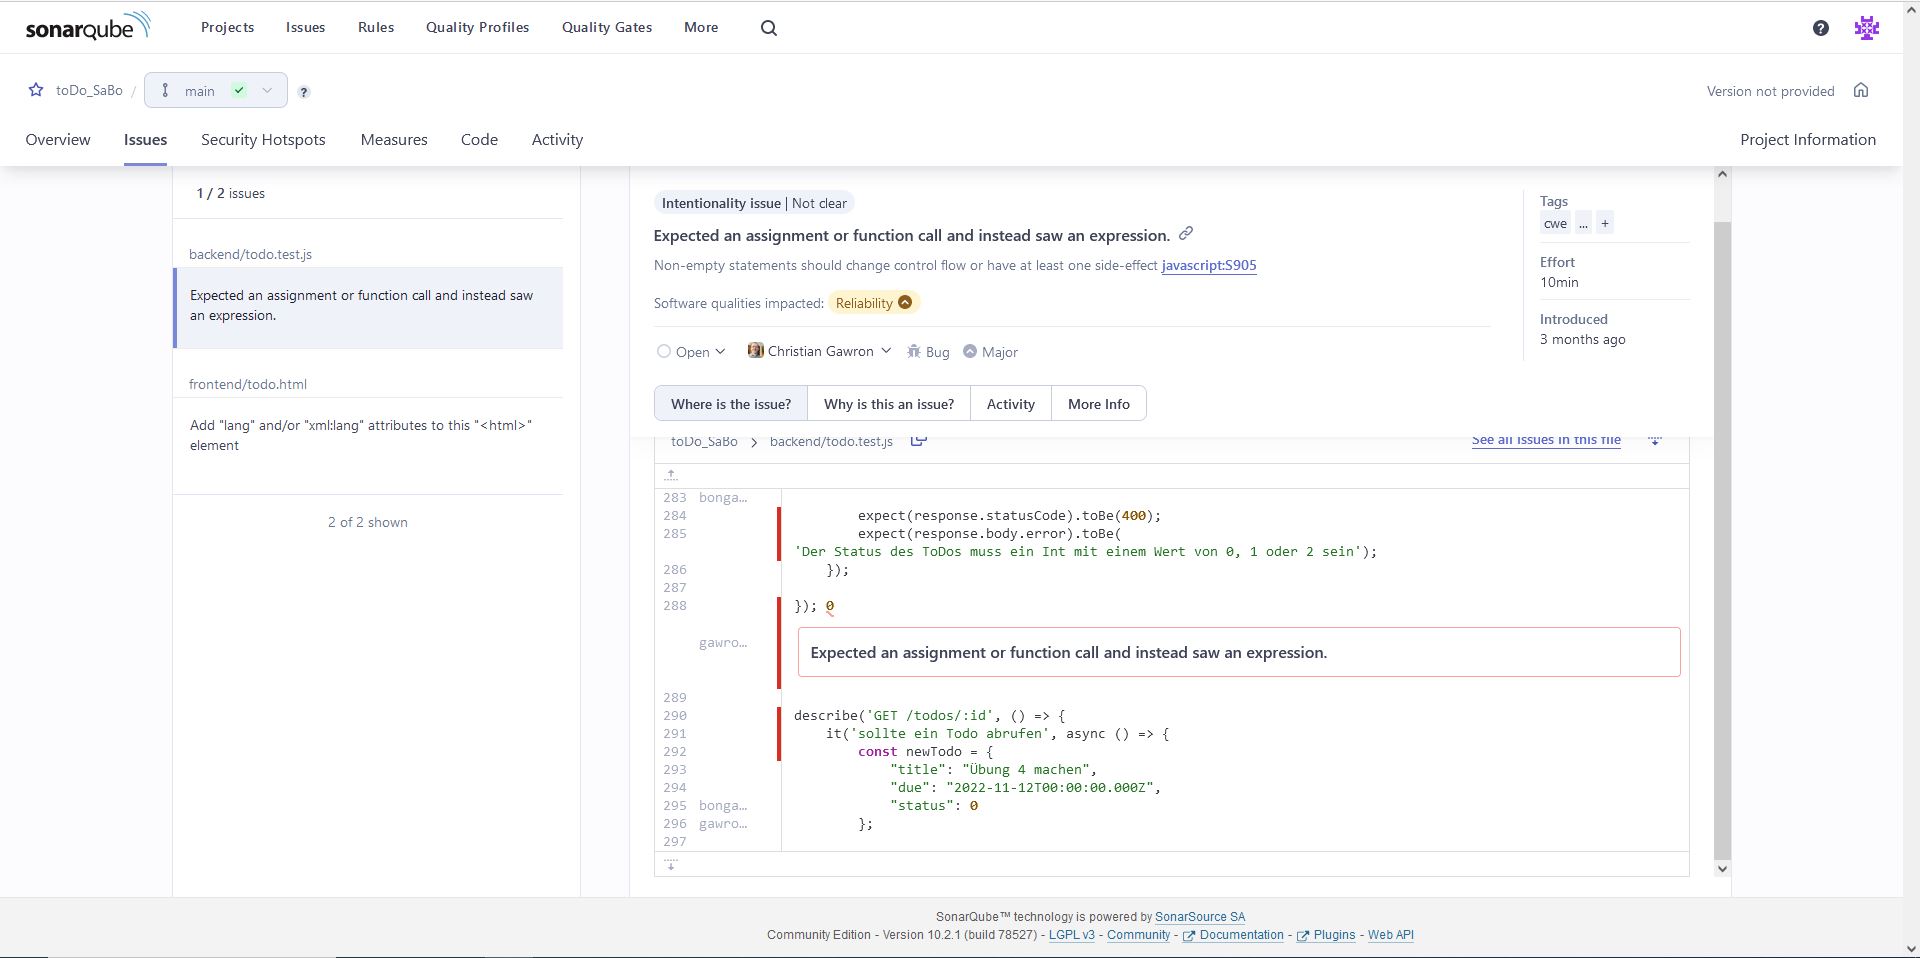 sonarqube Projects Issues Rules Quality Profiles Quality Gates More ?
toDo_SaBo / main ? Version not provided
Overview Issues Security Hotspots Measures Code Activity Project Information
1 / 2 issues
backend/todo.test.js
Expected an assignment or function call and instead saw
an expression.
frontend/todo.html
Add "lang" and/or "xml:lang" attributes to this "<html>"
element
2 of 2 shown
Intentionality issue | Not clear
Expected an assignment or function call and instead saw an expression.
Non-empty statements should change control flow or have at least one side-effect javascript:S905
Software qualities impacted: Reliability
Open Christian Gawron Bug Major
Tags
cwe ... +
Effort
10min
Introduced
3 months ago
Where is the issue? Why is this an issue? Activity More Info
toDo_SaBo > backend/todo.test.js See all issues in this file
283 bonga...
284 expect(response.statusCode).toBe(400);
285 expect(response.body.error).toBe(
'Der Status des ToDos muss ein Int mit einem Wert von 0, 1 oder 2 sein');
286 });
287
288 }); 0
gawro... Expected an assignment or function call and instead saw an expression.
289
290 describe('GET /todos/:id', () => {
291 it('sollte ein Todo abrufen', async () => {
292 const newTodo = {
293 "title": "Übung 4 machen",
294 "due": "2022-11-12T00:00:00.000Z",
295 bonga... "status": 0
296 gawro... };
297
SonarQube™ technology is powered by SonarSource SA
Community Edition - Version 10.2.1 (build 78527) - LGPL v3 - Community - Documentation - Plugins - Web API